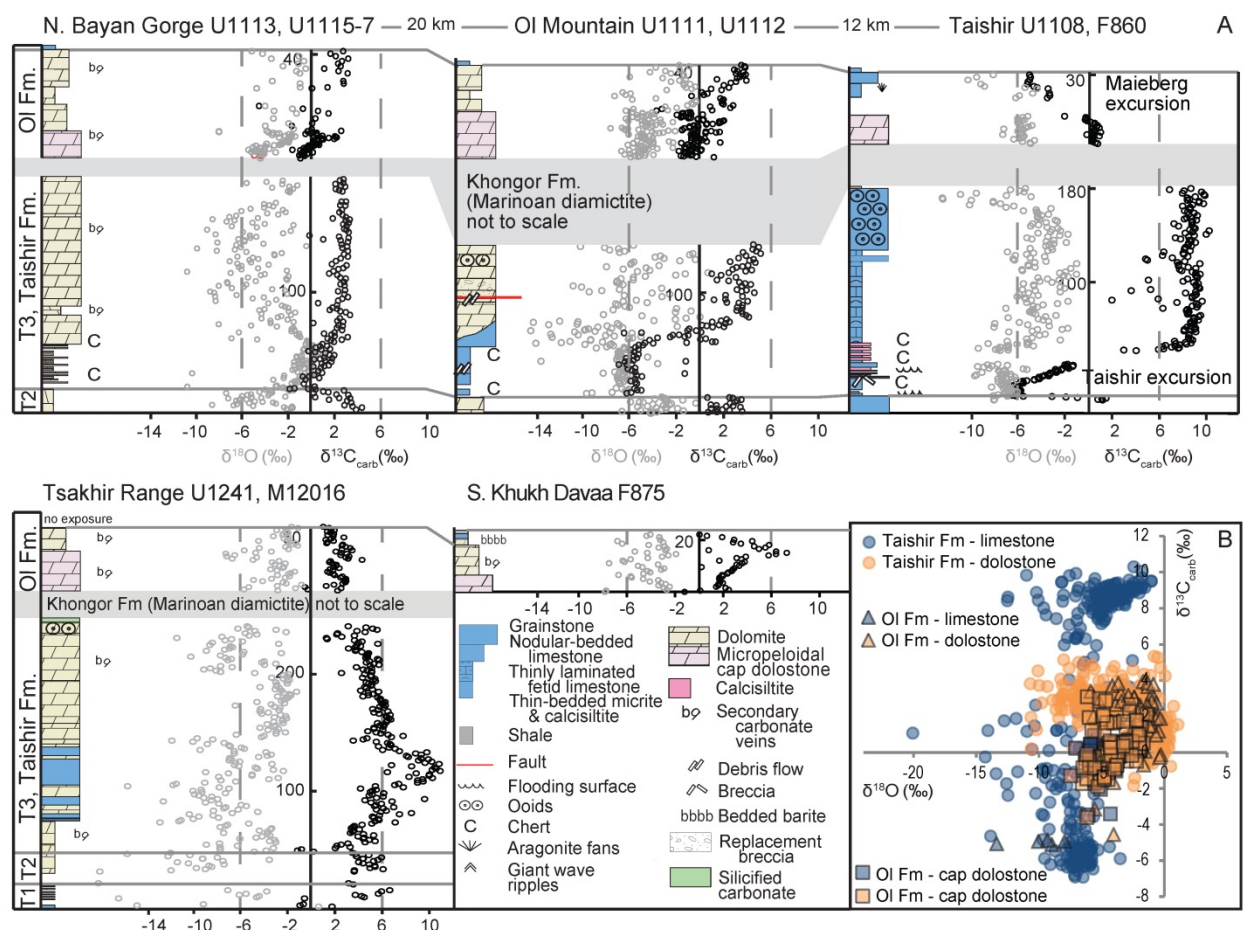 N. Bayan Gorge U1113, U1115-7
20 km
Ol Mountain U1111, U1112
12 km
Taishir U1108, F860
A
Ol Fm.
T3, Taishir Fm.
T2
b
b
b
b
C
C
40
100
Khongor Fm.
(Marinoan diamictite)
not to scale
40
100
C
C
Maieberg
excursion
30
180
100
C
C
C
C
Taishir excursion
-14 -10 -6 -2 2 6 10
δ18O (‰) δ13Ccarb(‰)
-14 -10 -6 -2 2 6 10
δ18O (‰) δ13Ccarb(‰)
-10 -6 -2 2 6 10
δ18O (‰) δ13Ccarb(‰)
Tsakhir Range U1241, M12016
no exposure
Ol Fm.
T3, Taishir Fm.
T2
T1
b
b
b
b
30
Khongor Fm (Marinoan diamictite) not to scale
200
100
-14 -10 -6 -2 2 6 10
S. Khukh Davaa F875
bbbb
b
20
-14 -10 -6 -2 2 6 10
Grainstone
Nodular-bedded
limestone
Thinly laminated
fetid limestone
Thin-bedded micrite
& calcisiltite
Shale
Fault
Flooding surface
Ooids
C Chert
Aragonite fans
Giant wave
ripples
Dolomite
Micropeloidal
cap dolostone
Calcisiltite
b Secondary
carbonate
veins
Debris flow
Breccia
bbbb Bedded barite
Replacement
breccia
Silicified
carbonate
B
Taishir Fm - limestone
Taishir Fm - dolostone
Ol Fm - limestone
Ol Fm - dolostone
Ol Fm - cap dolostone
Ol Fm - cap dolostone
δ13Ccarb(‰)
12
10
8
6
4
2
-2
-4
-6
-8
δ18O (‰)
-20 -15 -10 -5 0 5